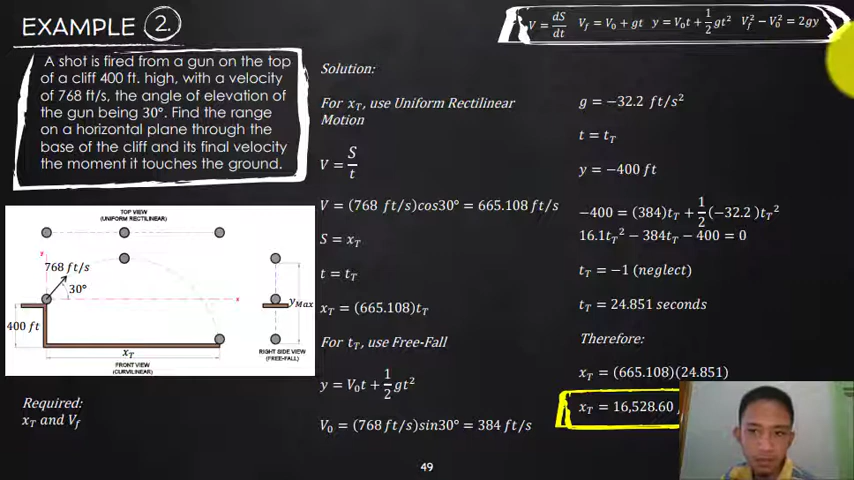 EXAMPLE 2.
V = dS/dt  V_f = V_0 + gt  y = V_0t + 1/2 gt²  V_f² − V_0² = 2gy
A shot is fired from a gun on the top
of a cliff 400 ft. high, with a velocity
of 768 ft/s, the angle of elevation of
the gun being 30°. Find the range
on a horizontal plane through the
base of the cliff and its final velocity
the moment it touches the ground.
TOP VIEW
(UNIFORM RECTILINEAR)
Y
768 ft/s
30°
x
y_Max
400 ft
x_T
FRONT VIEW
(CURVILINEAR)
RIGHT SIDE VIEW
(FREE-FALL)
Required:
x_T and V_f
Solution:
For x_T, use Uniform Rectilinear
Motion
V = S/t
V = (768 ft/s)cos30° = 665.108 ft/s
S = x_T
t = t_T
x_T = (665.108)t_T
For t_T, use Free-Fall
y = V_0t + 1/2 gt²
V_0 = (768 ft/s)sin30° = 384 ft/s
g = −32.2 ft/s²
t = t_T
y = −400 ft
−400 = (384)t_T + 1/2 (−32.2 )t_T²
16.1t_T² − 384t_T − 400 = 0
t_T = −1 (neglect)
t_T = 24.851 seconds
Therefore:
x_T = (665.108)(24.851)
x_T = 16,528.60
49